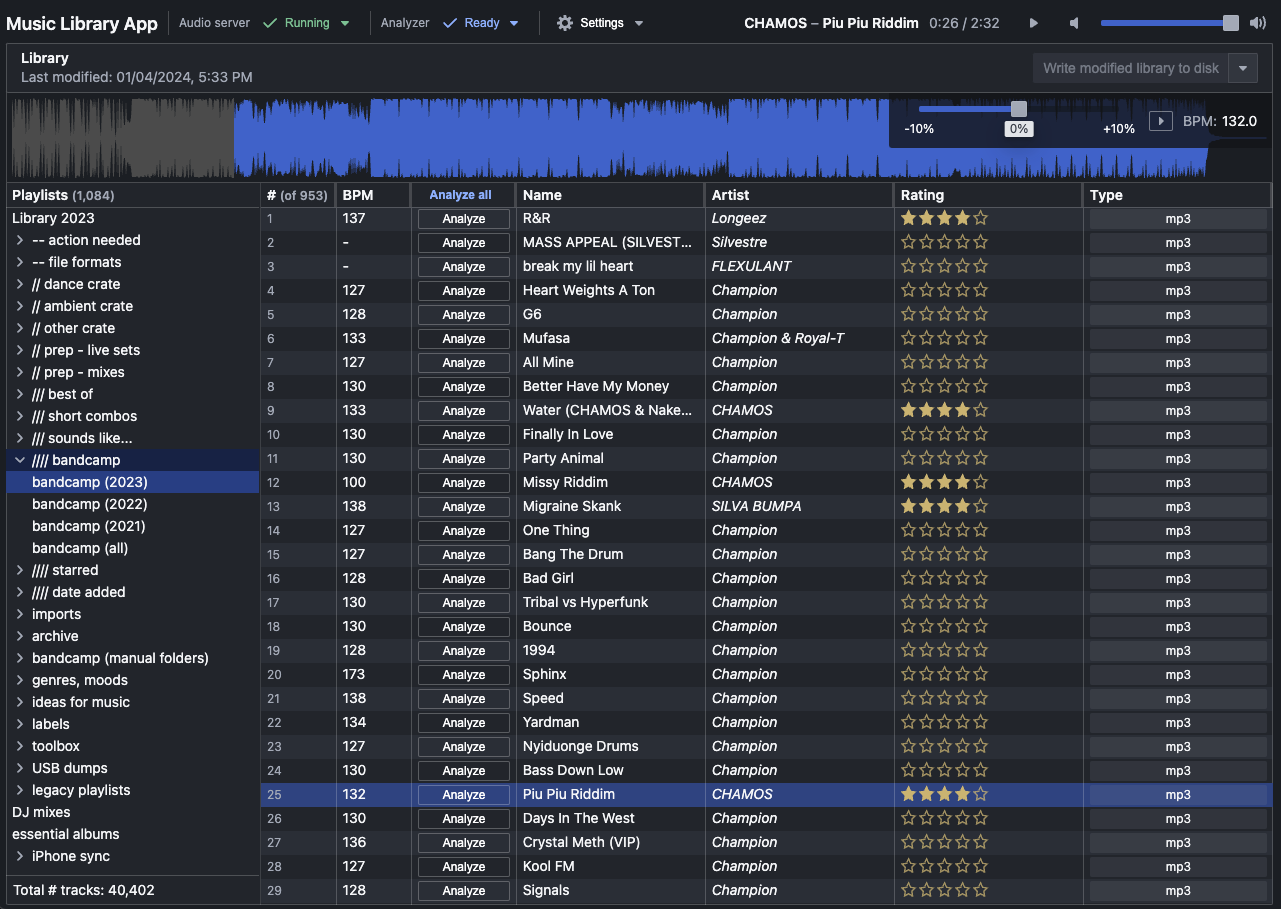 Music Library App Audio server Running Analyzer Ready Settings CHAMOS – Piu Piu Riddim 0:26 / 2:32
Library
Last modified: 01/04/2024, 5:33 PM
Write modified library to disk
-10% 0% +10% BPM: 132.0
Playlists (1,084)
Library 2023
-- action needed
-- file formats
// dance crate
// ambient crate
// other crate
// prep - live sets
// prep - mixes
/// best of
/// short combos
/// sounds like...
//// bandcamp
bandcamp (2023)
bandcamp (2022)
bandcamp (2021)
bandcamp (all)
//// starred
//// date added
imports
archive
bandcamp (manual folders)
genres, moods
ideas for music
labels
toolbox
USB dumps
legacy playlists
DJ mixes
essential albums
iPhone sync
Total # tracks: 40,402
# (of 953) BPM Analyze all Name Artist Rating Type
1 137 Analyze R&R Longeez mp3
2 - Analyze MASS APPEAL (SILVEST... Silvestre mp3
3 - Analyze break my lil heart FLEXULANT mp3
4 127 Analyze Heart Weights A Ton Champion mp3
5 128 Analyze G6 Champion mp3
6 133 Analyze Mufasa Champion & Royal-T mp3
7 127 Analyze All Mine Champion mp3
8 130 Analyze Better Have My Money Champion mp3
9 133 Analyze Water (CHAMOS & Nake... CHAMOS mp3
10 130 Analyze Finally In Love Champion mp3
11 130 Analyze Party Animal Champion mp3
12 100 Analyze Missy Riddim CHAMOS mp3
13 138 Analyze Migraine Skank SILVA BUMPA mp3
14 127 Analyze One Thing Champion mp3
15 127 Analyze Bang The Drum Champion mp3
16 128 Analyze Bad Girl Champion mp3
17 130 Analyze Tribal vs Hyperfunk Champion mp3
18 130 Analyze Bounce Champion mp3
19 128 Analyze 1994 Champion mp3
20 173 Analyze Sphinx Champion mp3
21 138 Analyze Speed Champion mp3
22 134 Analyze Yardman Champion mp3
23 127 Analyze Nyiduonge Drums Champion mp3
24 130 Analyze Bass Down Low Champion mp3
25 132 Analyze Piu Piu Riddim CHAMOS mp3
26 130 Analyze Days In The West Champion mp3
27 136 Analyze Crystal Meth (VIP) Champion mp3
28 127 Analyze Kool FM Champion mp3
29 128 Analyze Signals Champion mp3